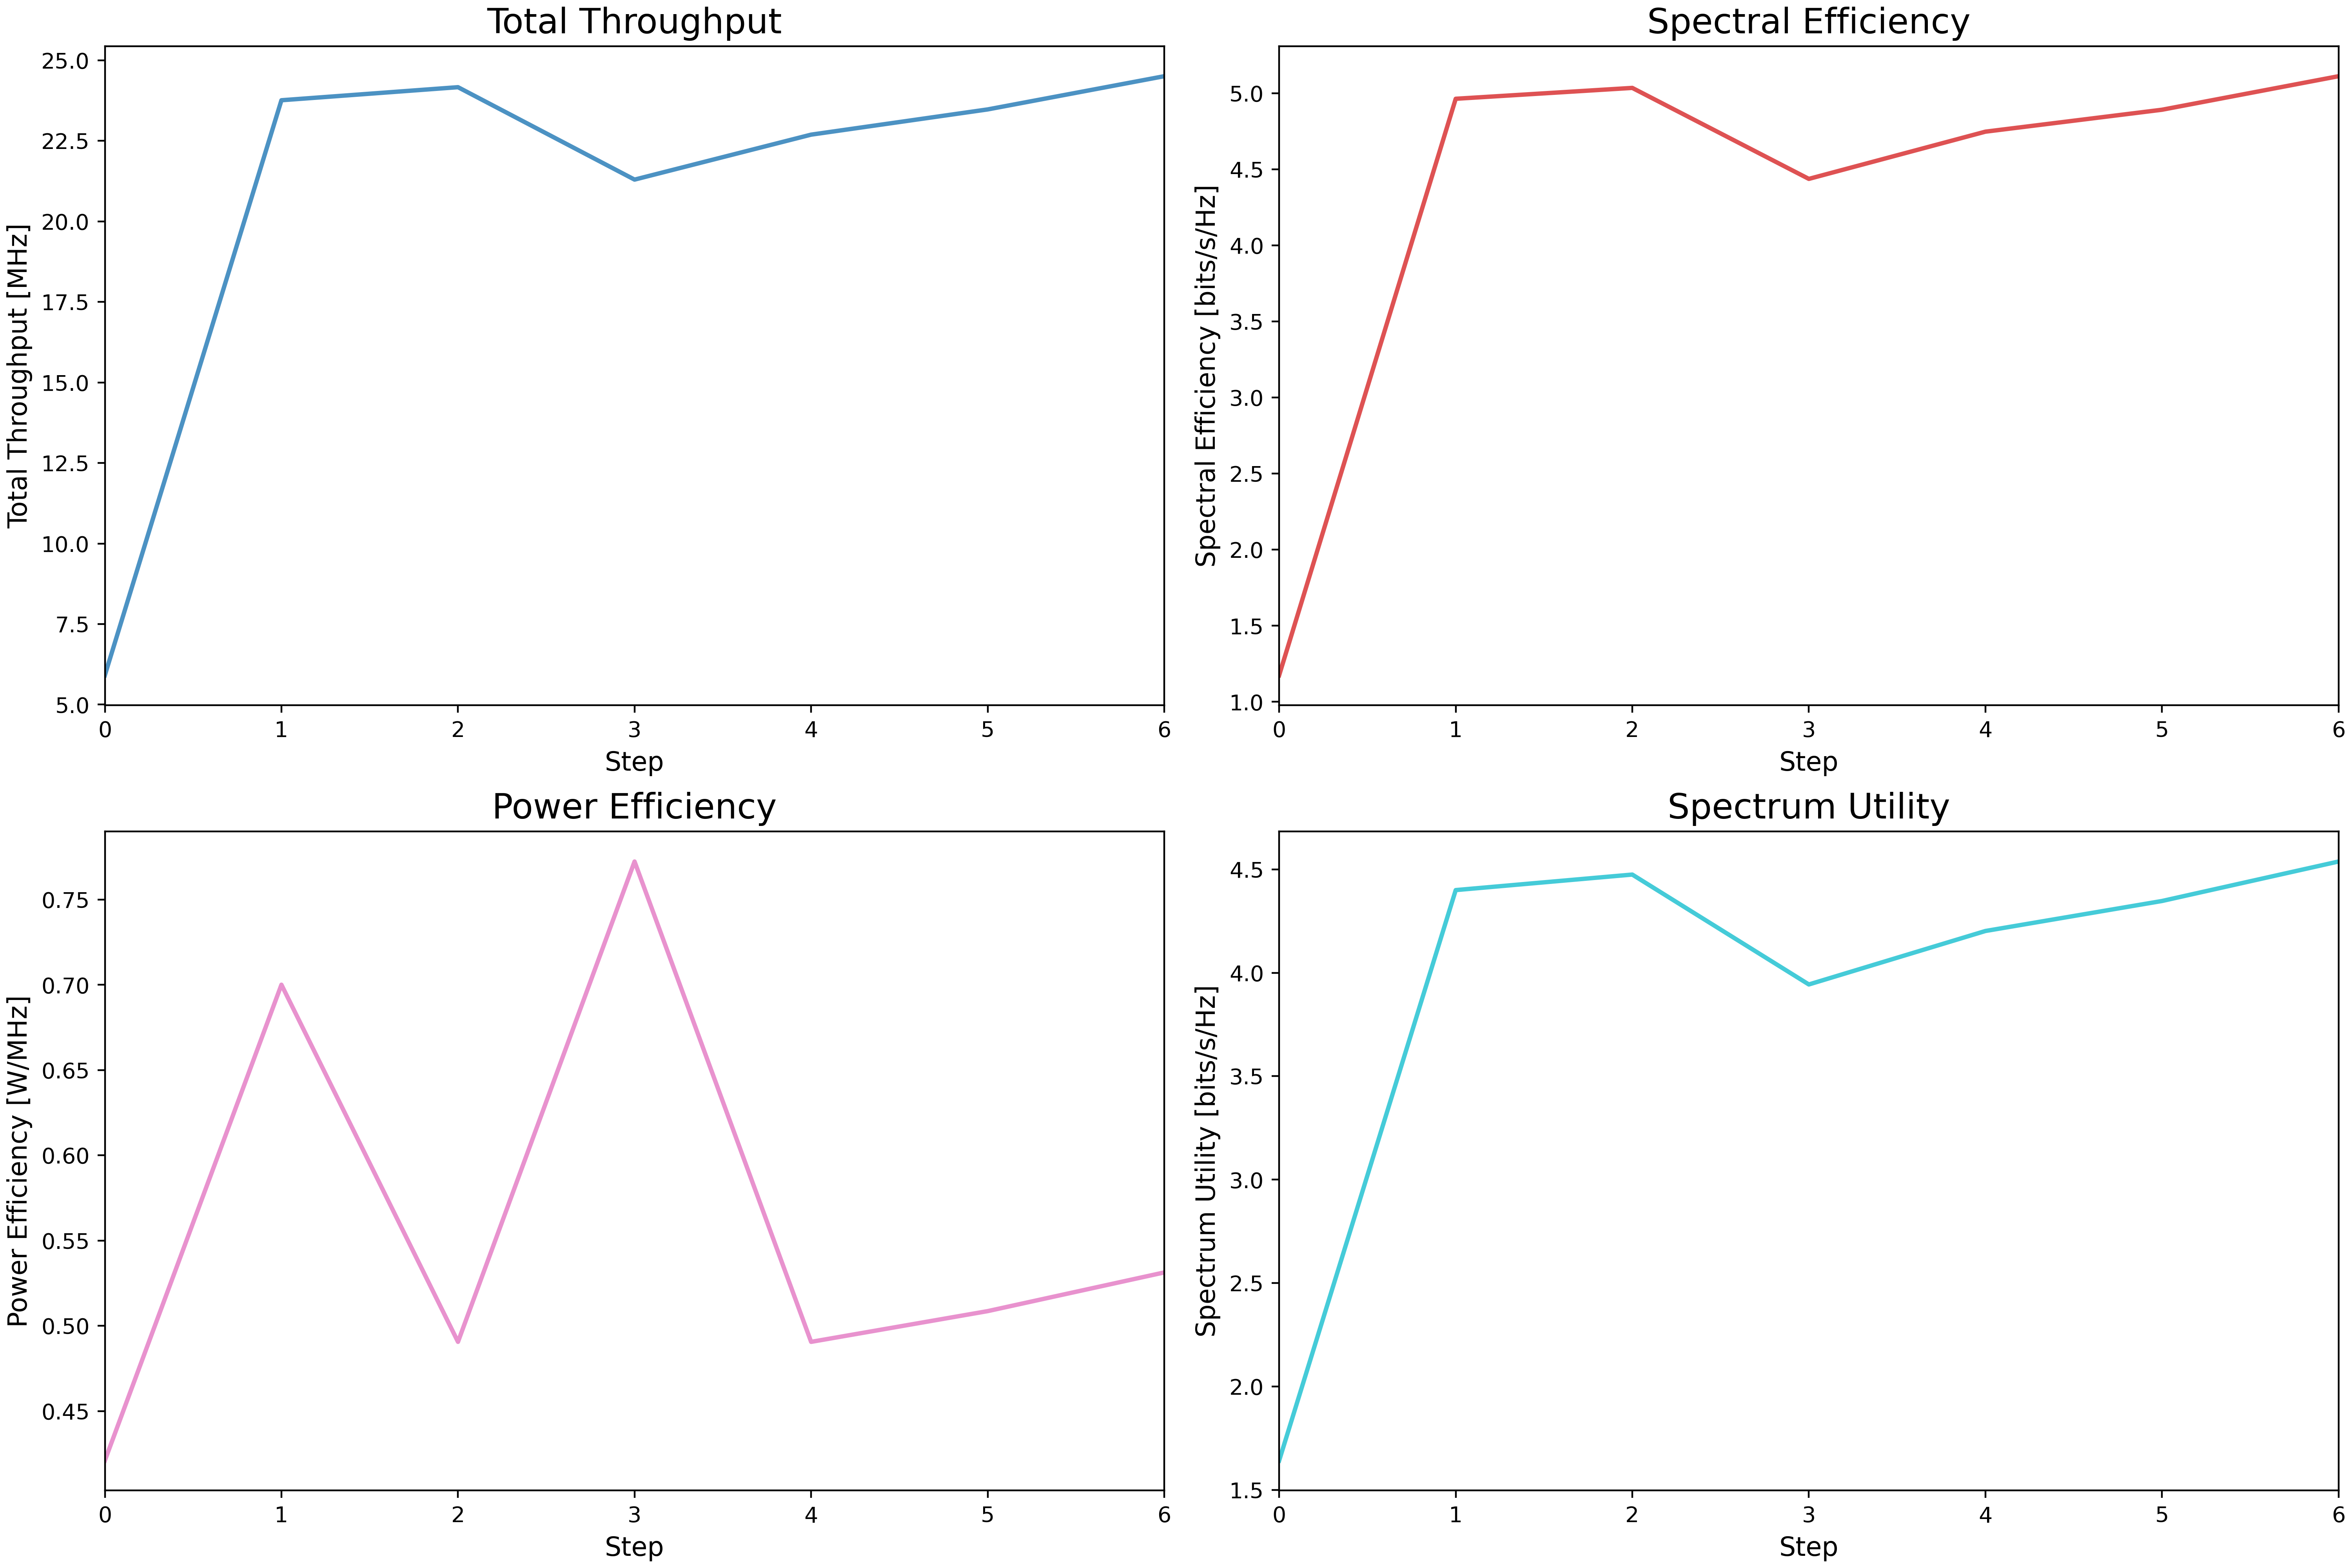 Total Throughput
Total Throughput [MHz]
25.0
22.5
20.0
17.5
15.0
12.5
10.0
7.5
5.0
0 1 2 3 4 5 6
Step
Spectral Efficiency
Spectral Efficiency [bits/s/Hz]
5.0
4.5
4.0
3.5
3.0
2.5
2.0
1.5
1.0
0 1 2 3 4 5 6
Step
Power Efficiency
Power Efficiency [W/MHz]
0.75
0.70
0.65
0.60
0.55
0.50
0.45
0 1 2 3 4 5 6
Step
Spectrum Utility
Spectrum Utility [bits/s/Hz]
4.5
4.0
3.5
3.0
2.5
2.0
1.5
0 1 2 3 4 5 6
Step